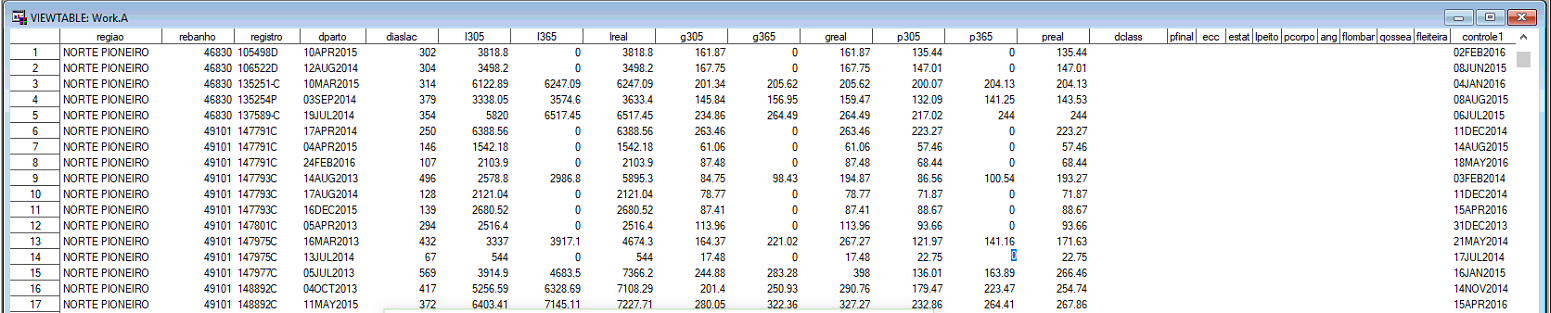 VIEWTABLE: Work.A
regiao rebanho registro dparto diaslac l305 l365 lreal g305 g365 greal p305 p365 preal dclass pfinal ecc estat lpeito pcorpo ang flombar qossea fleiteira controle1
1 NORTE PIONEIRO 46830 105498D 10APR2015 302 3818.8 0 3818.8 161.87 0 161.87 135.44 0 135.44 02FEB2016
2 NORTE PIONEIRO 46830 106522D 12AUG2014 304 3498.2 0 3498.2 167.75 0 167.75 147.01 0 147.01 08JUN2015
3 NORTE PIONEIRO 46830 135251-C 10MAR2015 314 6122.89 6247.09 6247.09 201.34 205.62 205.62 200.07 204.13 204.13 04JAN2016
4 NORTE PIONEIRO 46830 135254P 03SEP2014 379 3338.05 3574.6 3633.4 145.84 156.95 159.47 132.09 141.25 143.53 08AUG2015
5 NORTE PIONEIRO 46830 137589-C 19JUL2014 354 5820 6517.45 6517.45 234.86 264.49 264.49 217.02 244 244 06JUL2015
6 NORTE PIONEIRO 49101 147791C 17APR2014 250 6388.56 0 6388.56 263.46 0 263.46 223.27 0 223.27 11DEC2014
7 NORTE PIONEIRO 49101 147791C 04APR2015 146 1542.18 0 1542.18 61.06 0 61.06 57.46 0 57.46 14AUG2015
8 NORTE PIONEIRO 49101 147791C 24FEB2016 107 2103.9 0 2103.9 87.48 0 87.48 68.44 0 68.44 18MAY2016
9 NORTE PIONEIRO 49101 147793C 14AUG2013 496 2578.8 2986.8 5895.3 84.75 98.43 194.87 86.56 100.54 193.27 03FEB2014
10 NORTE PIONEIRO 49101 147793C 17AUG2014 128 2121.04 0 2121.04 78.77 0 78.77 71.87 0 71.87 11DEC2014
11 NORTE PIONEIRO 49101 147793C 16DEC2015 139 2680.52 0 2680.52 87.41 0 87.41 88.67 0 88.67 15APR2016
12 NORTE PIONEIRO 49101 147801C 05APR2013 294 2516.4 0 2516.4 113.96 0 113.96 93.66 0 93.66 31DEC2013
13 NORTE PIONEIRO 49101 147975C 16MAR2013 432 3337 3917.1 4674.3 164.37 221.02 267.27 121.97 141.16 171.63 21MAY2014
14 NORTE PIONEIRO 49101 147975C 13JUL2014 67 544 0 544 17.48 0 17.48 22.75 0 22.75 17JUL2014
15 NORTE PIONEIRO 49101 147977C 05JUL2013 569 3914.9 4683.5 7366.2 244.88 283.28 398 136.01 163.89 266.46 16JAN2015
16 NORTE PIONEIRO 49101 148892C 04OCT2013 417 5256.59 6328.69 7108.29 201.4 250.93 290.76 179.47 223.47 254.74 14NOV2014
17 NORTE PIONEIRO 49101 148892C 11MAY2015 372 6403.41 7145.11 7227.71 280.05 322.36 327.27 232.86 264.41 267.86 15APR2016